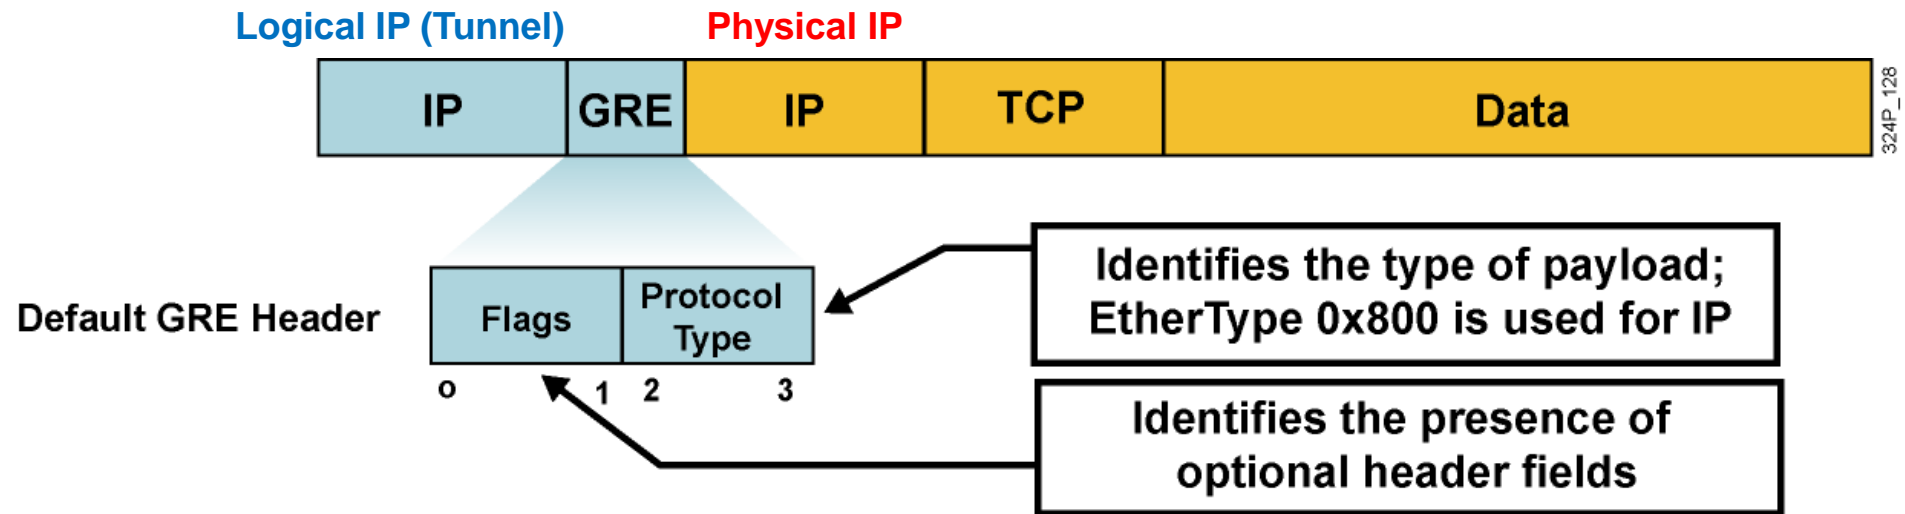 Logical IP (Tunnel)
Physical IP
IP
GRE
IP
TCP
Data
324P_128
Identifies the type of payload;
EtherType 0x800 is used for IP
Default GRE Header
Flags
Protocol
Type
0
1
2
3
Identifies the presence of
optional header fields